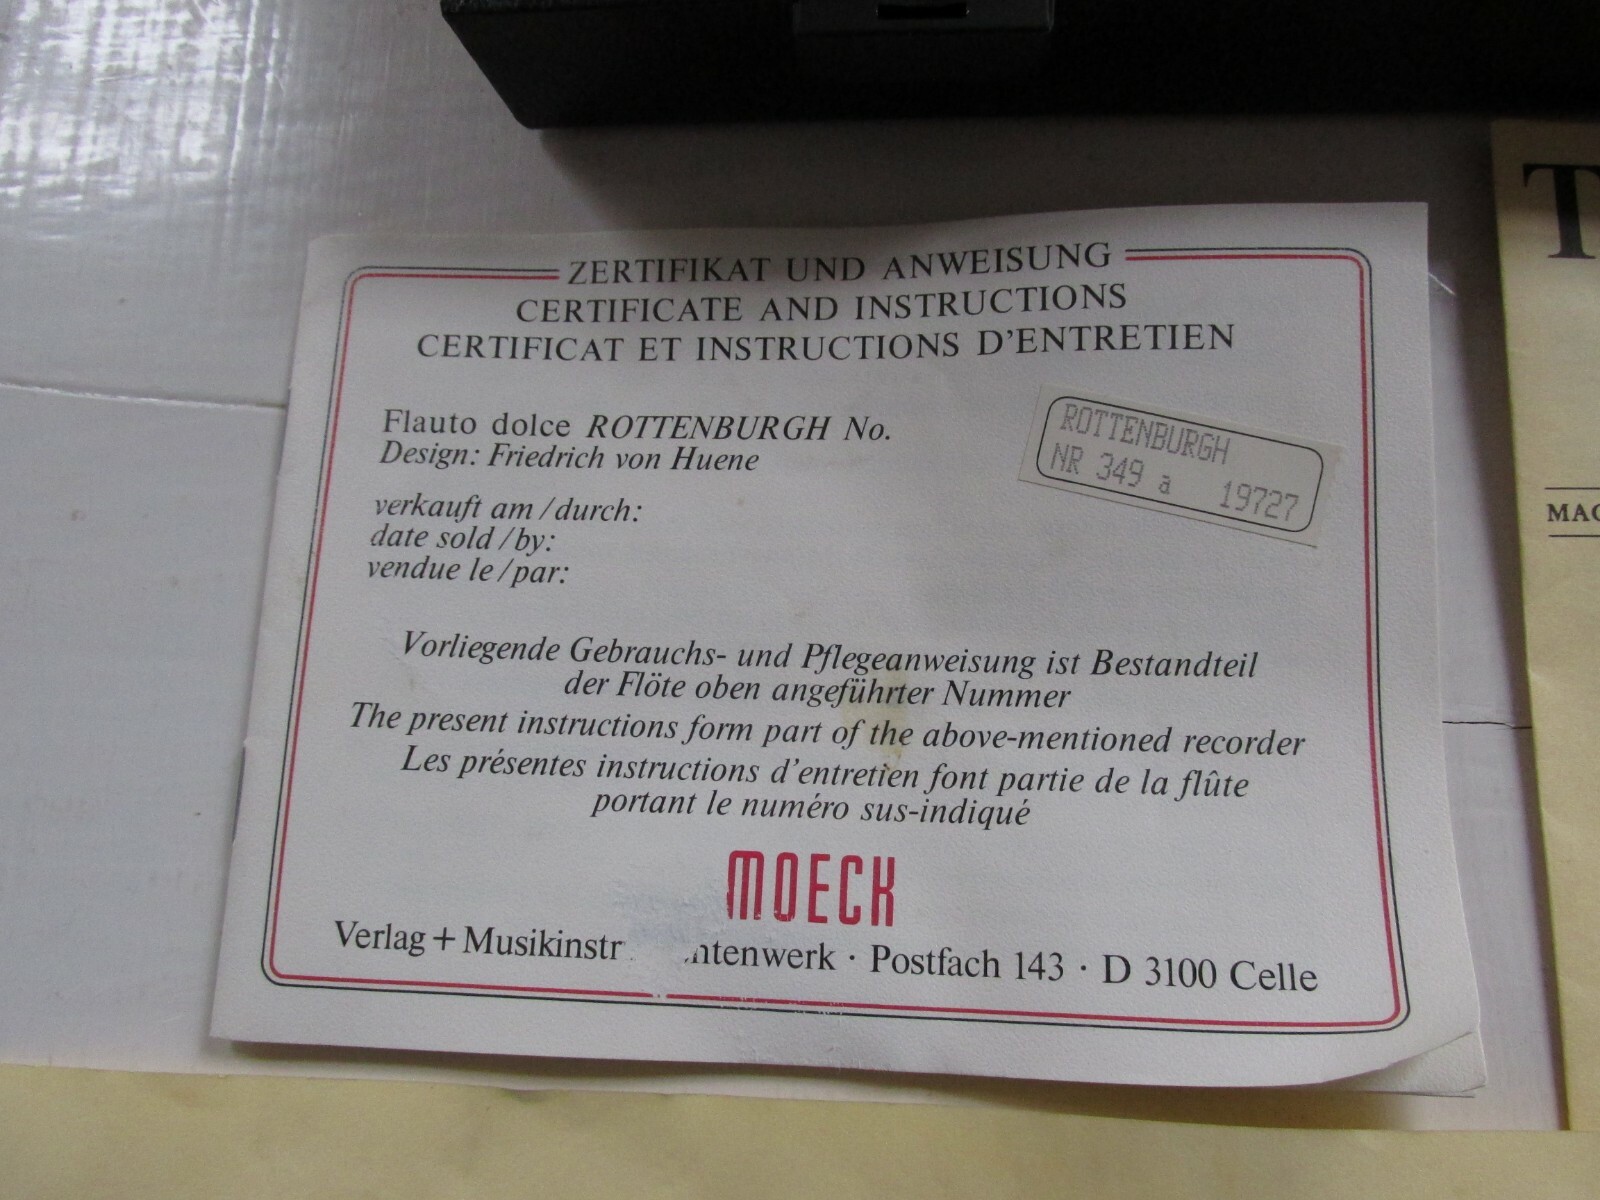 ZERTIFIKAT UND ANWEISUNG
CERTIFICATE AND INSTRUCTIONS
CERTIFICAT ET INSTRUCTIONS D'ENTRETIEN
Flauto dolce ROTTENBURGH No.
Design: Friedrich von Huene
ROTTENBURGH
NR 349 a 19727
verkauft am / durch:
date sold / by:
vendue le / par:
Vorliegende Gebrauchs- und Pflegeanweisung ist Bestandteil
der Flöte oben angeführter Nummer
The present instructions form part of the above-mentioned recorder
Les présentes instructions d'entretien font partie de la flûte
portant le numéro sus-indiqué
MOECK
Verlag + Musikinstr ntenwerk · Postfach 143 · D 3100 Celle